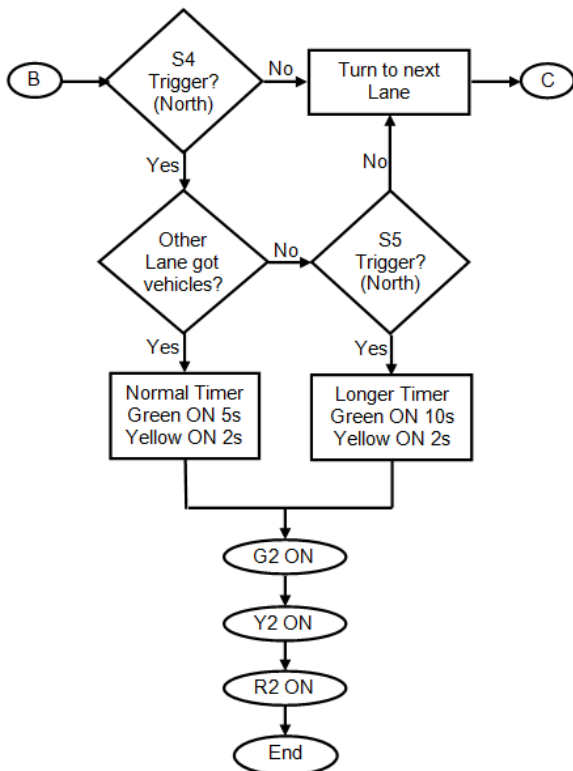 B
S4
Trigger?
(North)
No
Turn to next
Lane
C
Yes
No
Other
Lane got
vehicles?
No
S5
Trigger?
(North)
Yes
Yes
Normal Timer
Green ON 5s
Yellow ON 2s
Longer Timer
Green ON 10s
Yellow ON 2s
G2 ON
Y2 ON
R2 ON
End